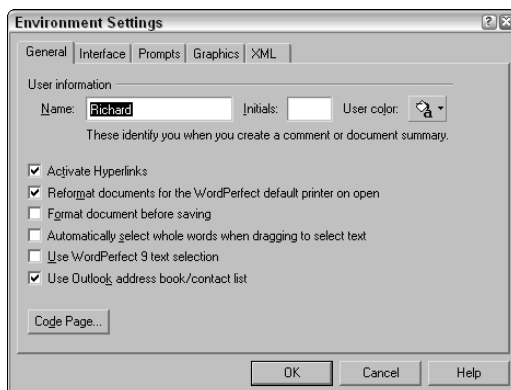 Environment Settings
General Interface Prompts Graphics XML
User information
Name: Richard Initials: User color:
These identify you when you create a comment or document summary.
Activate Hyperlinks
Reformat documents for the WordPerfect default printer on open
Format document before saving
Automatically select whole words when dragging to select text
Use WordPerfect 9 text selection
Use Outlook address book/contact list
Code Page...
OK Cancel Help